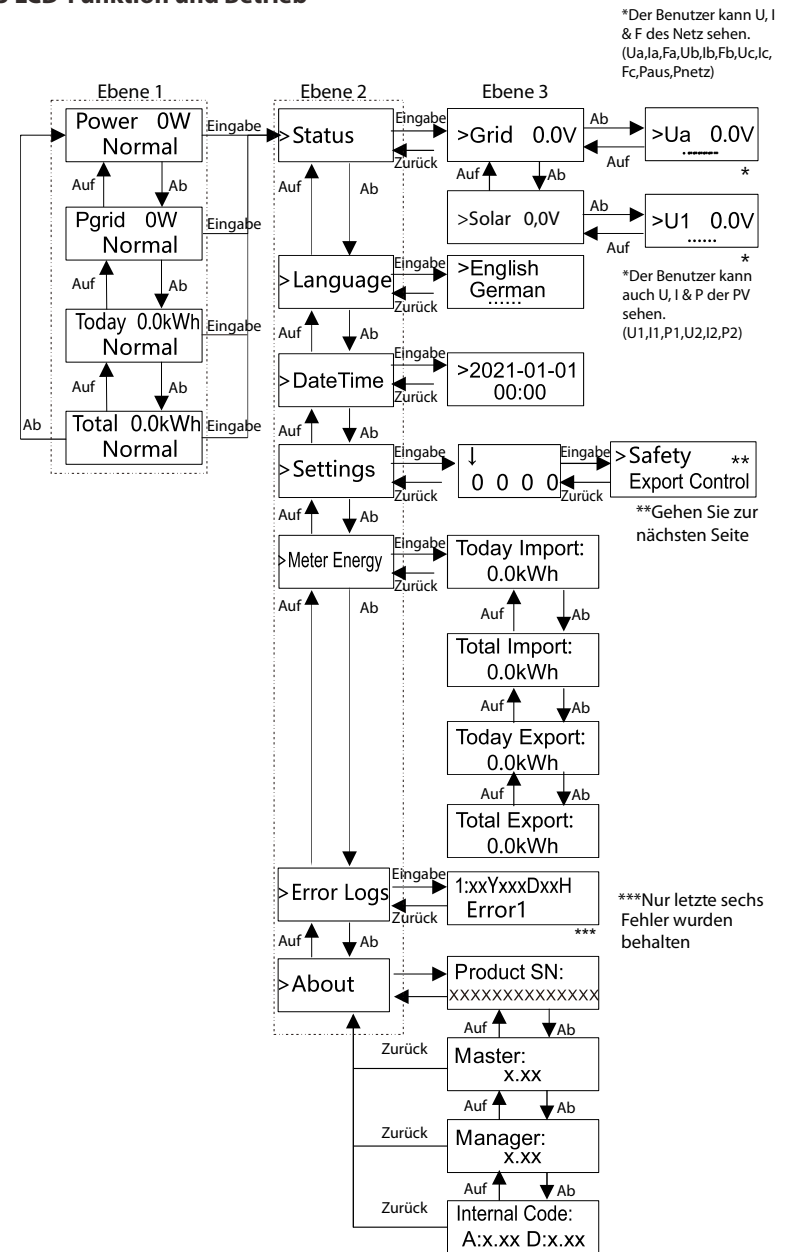 LCD-Funktion und Betrieb
*Der Benutzer kann U, I
& F des Netz sehen.
(Ua,Ia,Fa,Ub,Ib,Fb,Uc,Ic,
Fc,Paus,Pnetz)
Ebene 1
Ebene 2
Ebene 3
Power 0W
Normal
Eingabe
Auf
Ab
Pgrid 0W
Normal
Eingabe
Auf
Ab
Today 0.0kWh
Normal
Eingabe
Auf
Ab
Total 0.0kWh
Normal
Eingabe
Ab
>Status
Eingabe
Zurück
Auf
Ab
>Language
Eingabe
Zurück
Auf
Ab
>DateTime
Eingabe
Zurück
Auf
Ab
>Settings
Eingabe
Zurück
Auf
Ab
>Meter Energy
Eingabe
Zurück
Auf
Ab
>Error Logs
Eingabe
Zurück
Auf
Ab
>About
>Grid 0.0V
Ab
Auf
>Ua 0.0V
.......
*
Auf
Ab
>Solar 0,0V
Ab
Auf
>U1 0.0V
......
*
*Der Benutzer kann
auch U, I & P der PV
sehen.
(U1,I1,P1,U2,I2,P2)
>English
German
......
>2021-01-01
00:00
↓
0 0 0 0
Eingabe
Zurück
>Safety **
Export Control
**Gehen Sie zur
nächsten Seite
Today Import:
0.0kWh
Auf
Ab
Total Import:
0.0kWh
Auf
Ab
Today Export:
0.0kWh
Auf
Ab
Total Export:
0.0kWh
1:xxYxxxDxxH
Error1
***
***Nur letzte sechs
Fehler wurden
behalten
Product SN:
XXXXXXXXXXXXXX
Auf
Ab
Zurück
Master:
x.xx
Auf
Ab
Zurück
Manager:
x.xx
Auf
Ab
Zurück
Internal Code:
A:x.xx D:x.xx